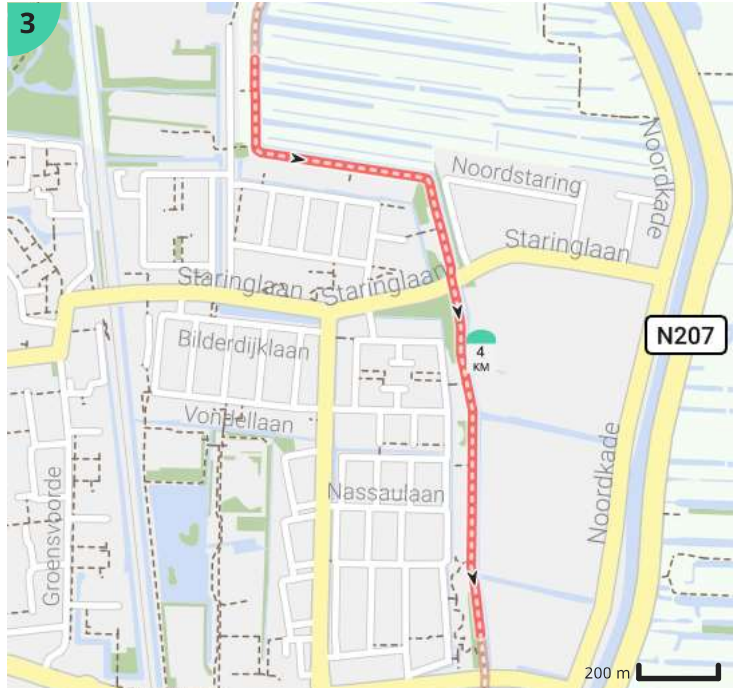 3
Noordkade
Noordstaring
Staringlaan
Staringlaan
Staringlaan
N207
Bilderdijklaan
4
KM
Vondellaan
Noordkade
Nassaulaan
Groensvoorde
200 m